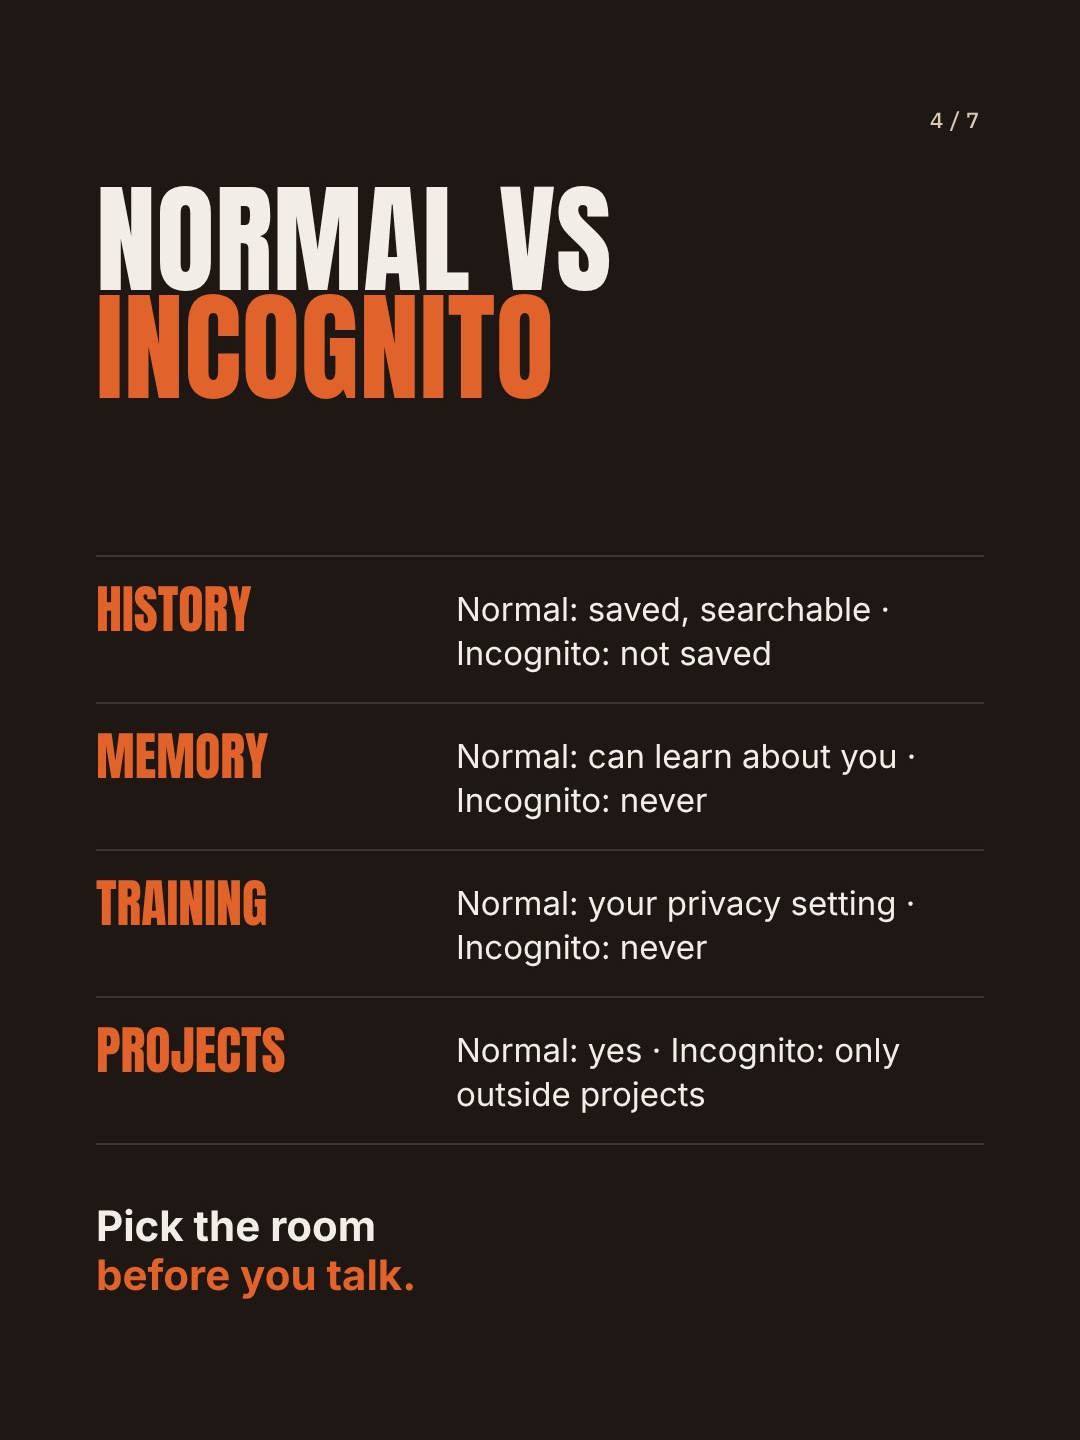 4 / 7
NORMAL VS
INCOGNITO
HISTORY
Normal: saved, searchable ·
Incognito: not saved
MEMORY
Normal: can learn about you ·
Incognito: never
TRAINING
Normal: your privacy setting ·
Incognito: never
PROJECTS
Normal: yes · Incognito: only
outside projects
Pick the room
before you talk.